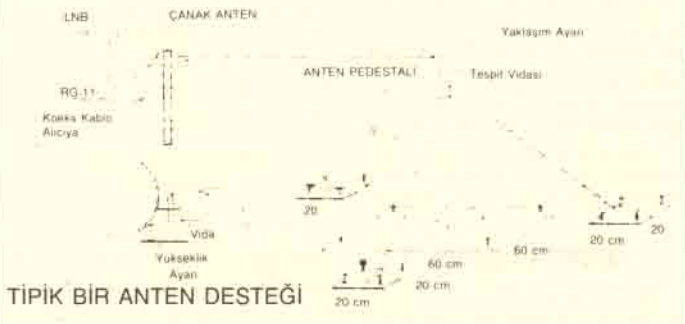 LNB
ÇANAK ANTEN
Yaklaşım Ayarı
ANTEN PEDESTALI
Tespit Vidası
RG-11
Koaks Kablo
Alıcıya
20
20
20 cm
Vida
60 cm
Yükseklik
Ayarı
60 cm
20 cm
20 cm
TİPİK BİR ANTEN DESTEĞİ